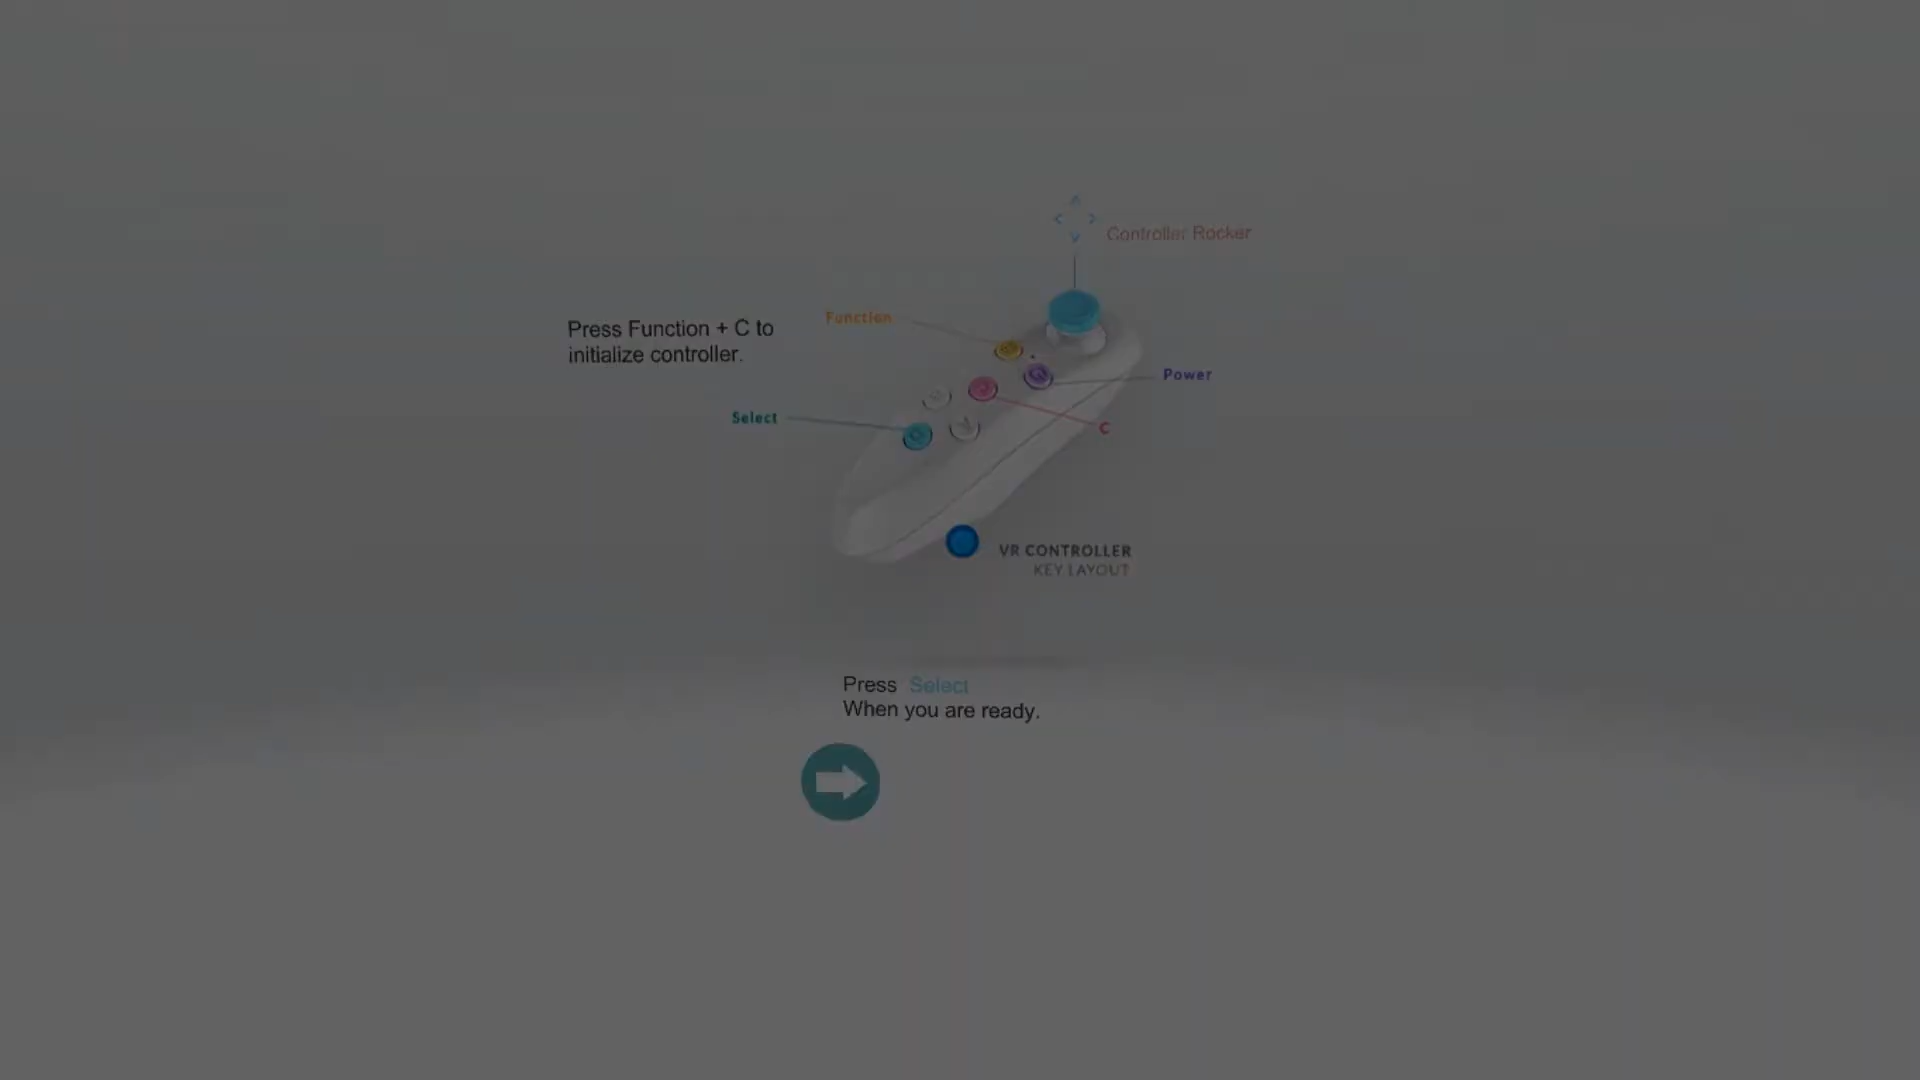 Controller Rocker
Function
Press Function + C to
initialize controller.
Power
Select
C
VR CONTROLLER
KEY LAYOUT
Press Select
When you are ready.